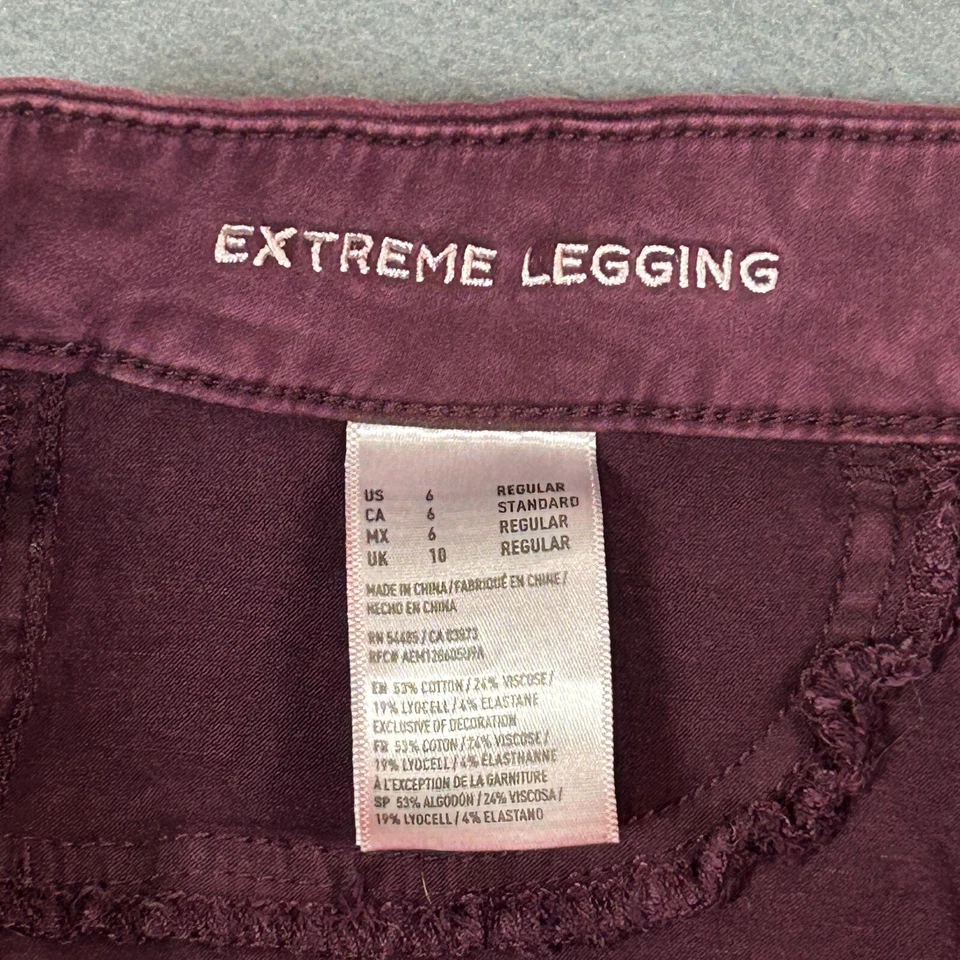 EXTREME LEGGING
US 6 REGULAR
CA 6 STANDARD
MX 6 REGULAR
UK 10 REGULAR
MADE IN CHINA/FABRIQUÉ EN CHINE/
HECHO EN CHINA
RN 54485 / CA 03873
RFC# AEM128605U9A
EN 53% COTTON / 24% VISCOSE /
19% LYOCELL / 4% ELASTANE
EXCLUSIVE OF DECORATION
FR 53% COTON / 24% VISCOSE /
19% LYOCELL / 4% ÉLASTHANNE
À L'EXCEPTION DE LA GARNITURE
SP 53% ALGODÓN / 24% VISCOSA /
19% LYOCELL / 4% ELASTANO